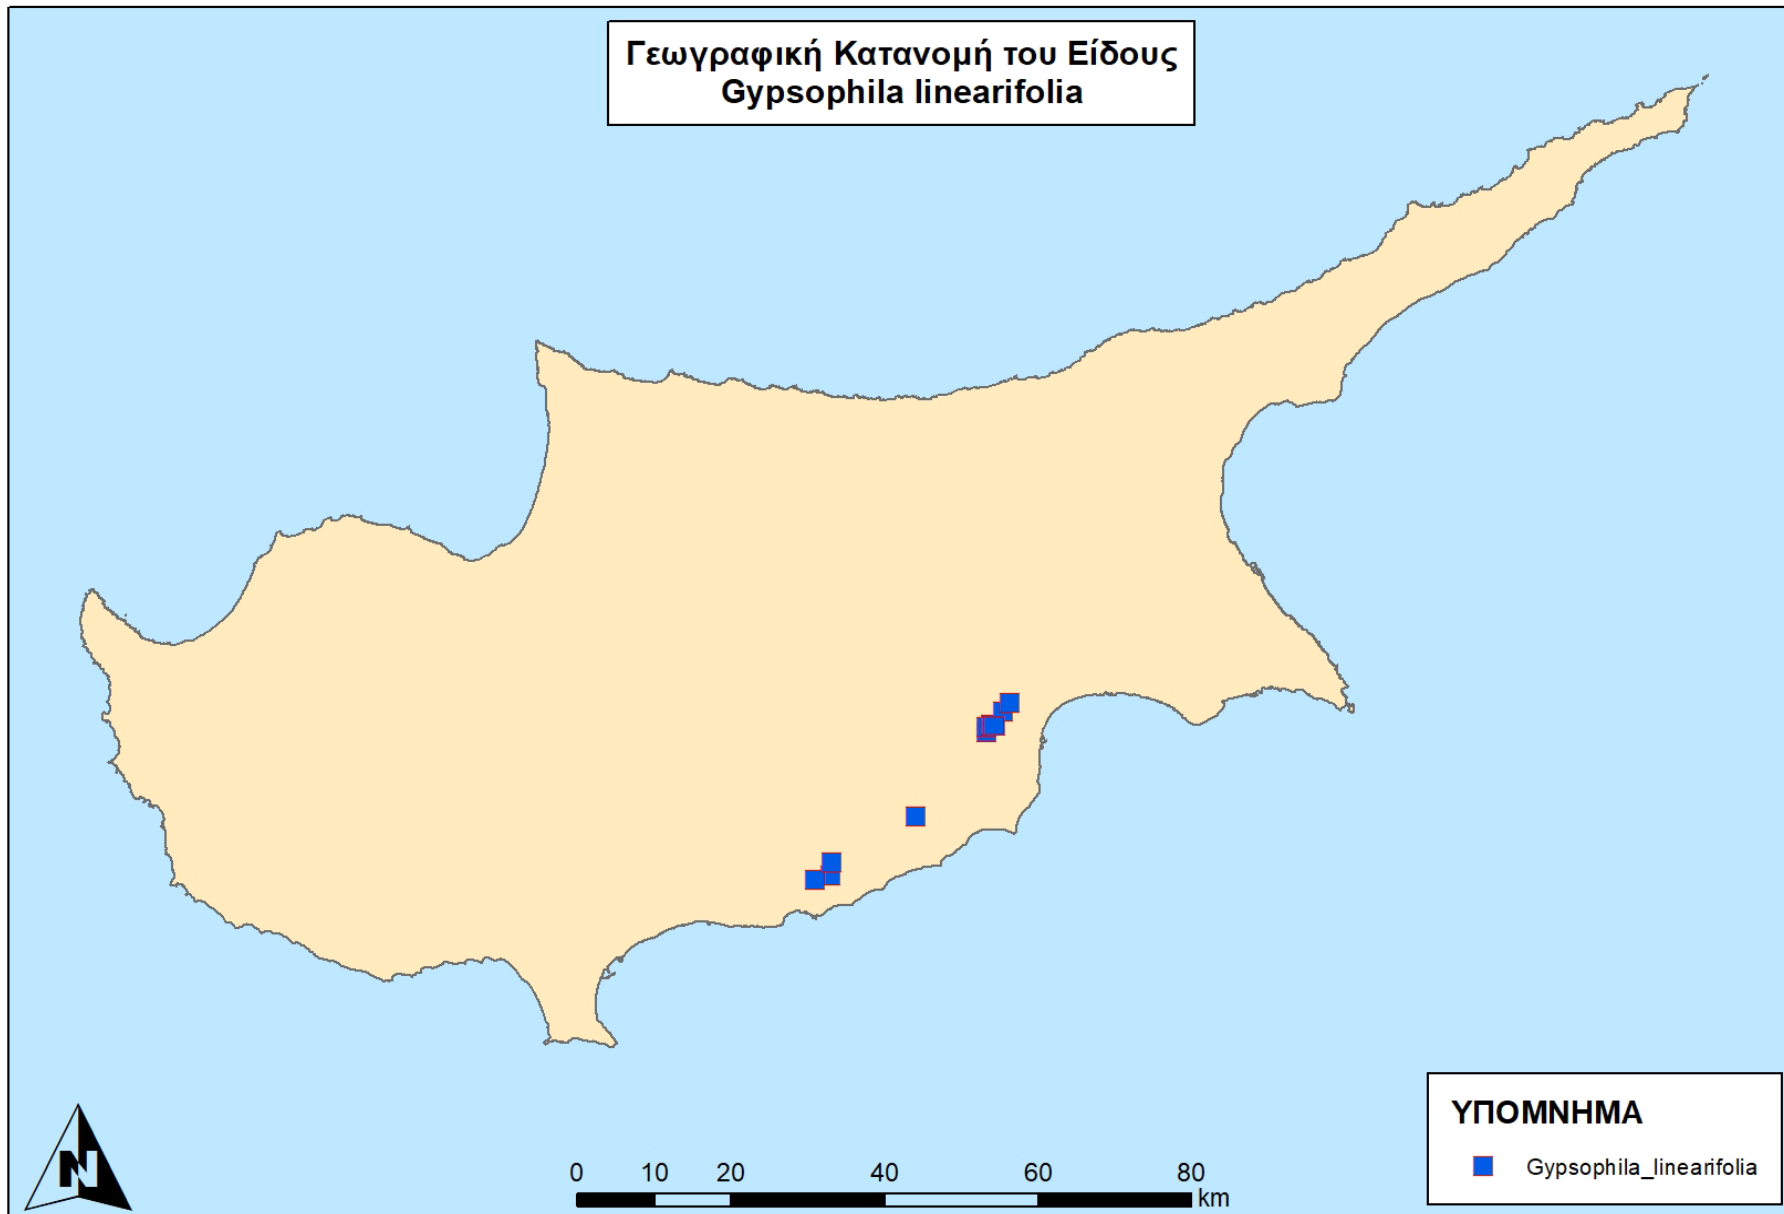 Γεωγραφική Κατανομή του Είδους
Gypsophila linearifolia
N
0 10 20 40 60 80
km
ΥΠΟΜΝΗΜΑ
Gypsophila_linearifolia